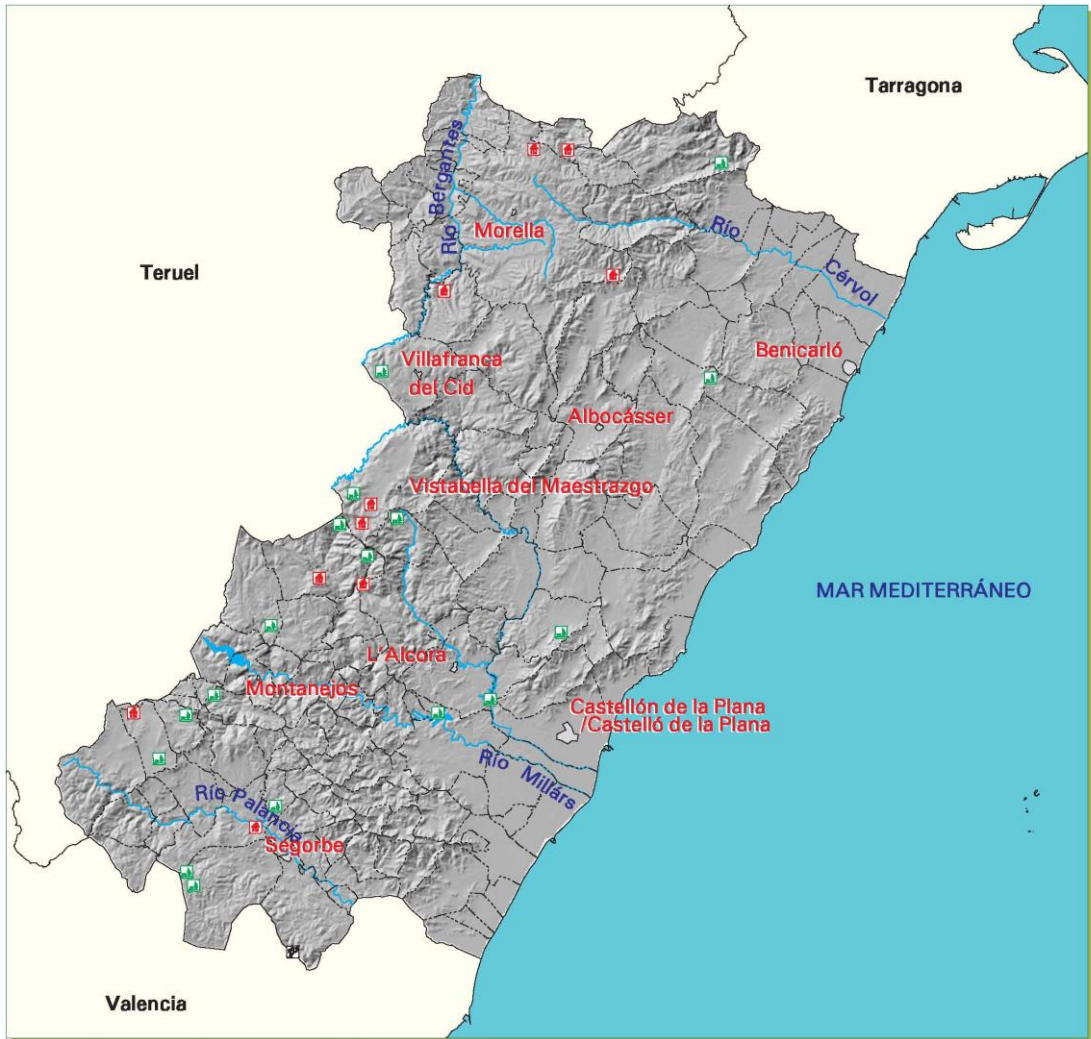 Tarragona
Río Bergantes
Morella
Río
Cérvol
Teruel
Benicarló
Villafranca
del Cid
Albocásser
Vistabella del Maestrazgo
MAR MEDITERRÁNEO
L'Alcora
Montanejos
Castellón de la Plana
/Castelló de la Plana
Río Millárs
Río Palancia
Segorbe
Valencia